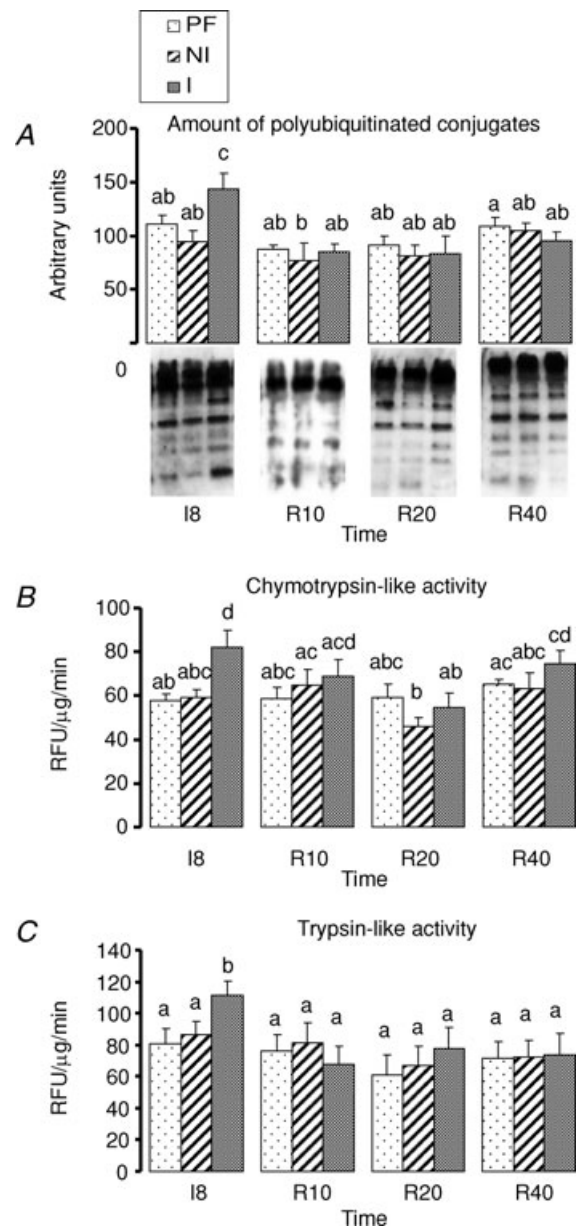 PF
NI
I
A
Amount of polyubiquitinated conjugates
Arbitrary units
200
150
100
50
0
ab ab c
ab b ab
ab ab ab
a ab ab
I8 R10 R20 R40
Time
B
Chymotrypsin-like activity
RFU/µg/min
100
80
60
40
20
0
ab abc d
abc ac acd
abc b ab
ac ac cd
I8 R10 R20 R40
Time
C
Trypsin-like activity
RFU/µg/min
140
120
100
80
60
40
20
0
a a b
a a a
a a a
a a a
I8 R10 R20 R40
Time